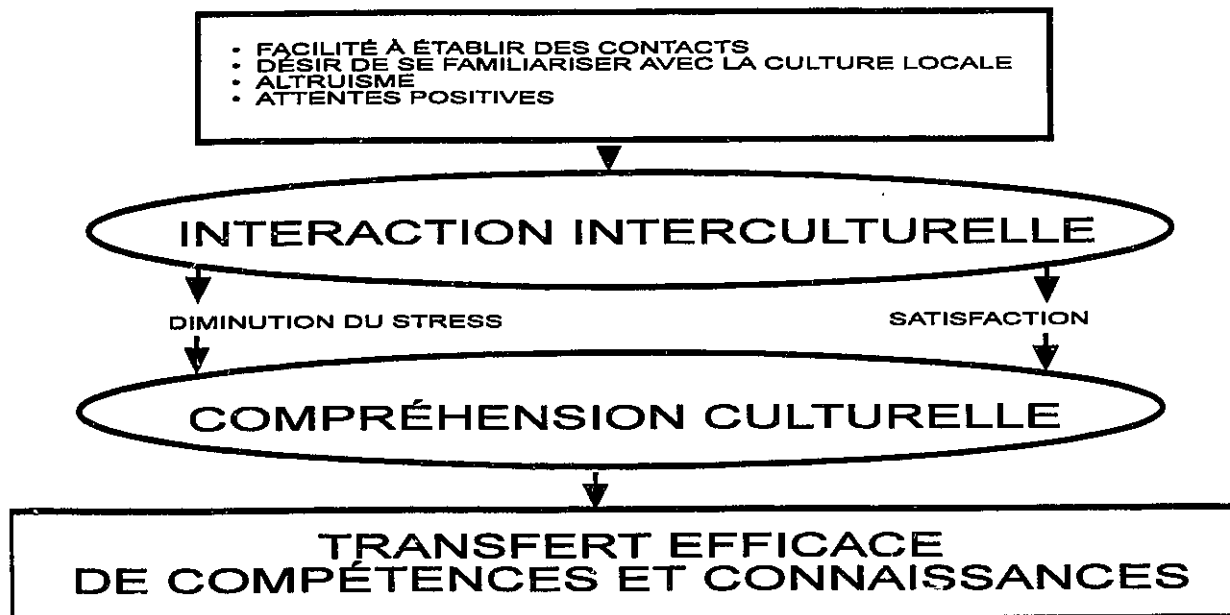 • FACILITÉ À ÉTABLIR DES CONTACTS
• DÉSIR DE SE FAMILIARISER AVEC LA CULTURE LOCALE
• ALTRUISME
• ATTENTES POSITIVES
INTERACTION INTERCULTURELLE
DIMINUTION DU STRESS
SATISFACTION
COMPRÉHENSION CULTURELLE
TRANSFERT EFFICACE
DE COMPÉTENCES ET CONNAISSANCES